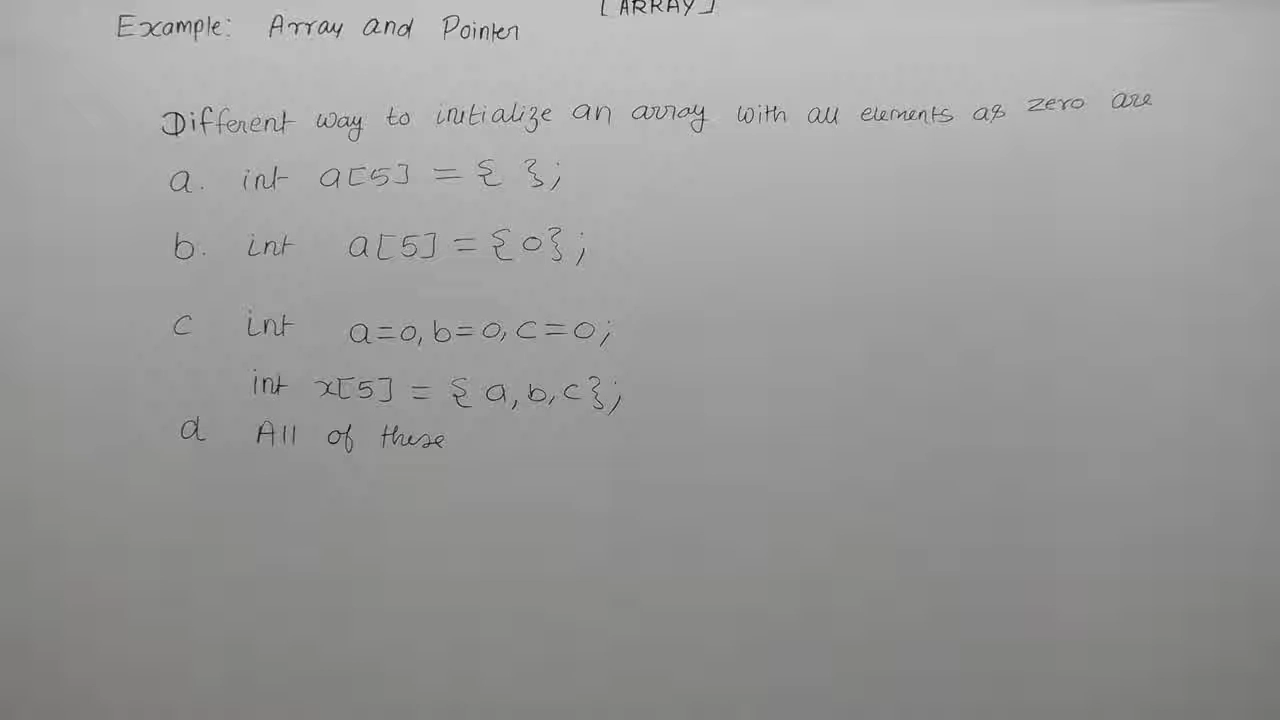 [ARRAY]
Example: Array and Pointer
Different way to initialize an array with all elements as zero are
a. int a[5] = { };
b. int a[5] = {0};
c int a=0, b=0, c=0;
int x[5] = {a, b, c};
d All of these